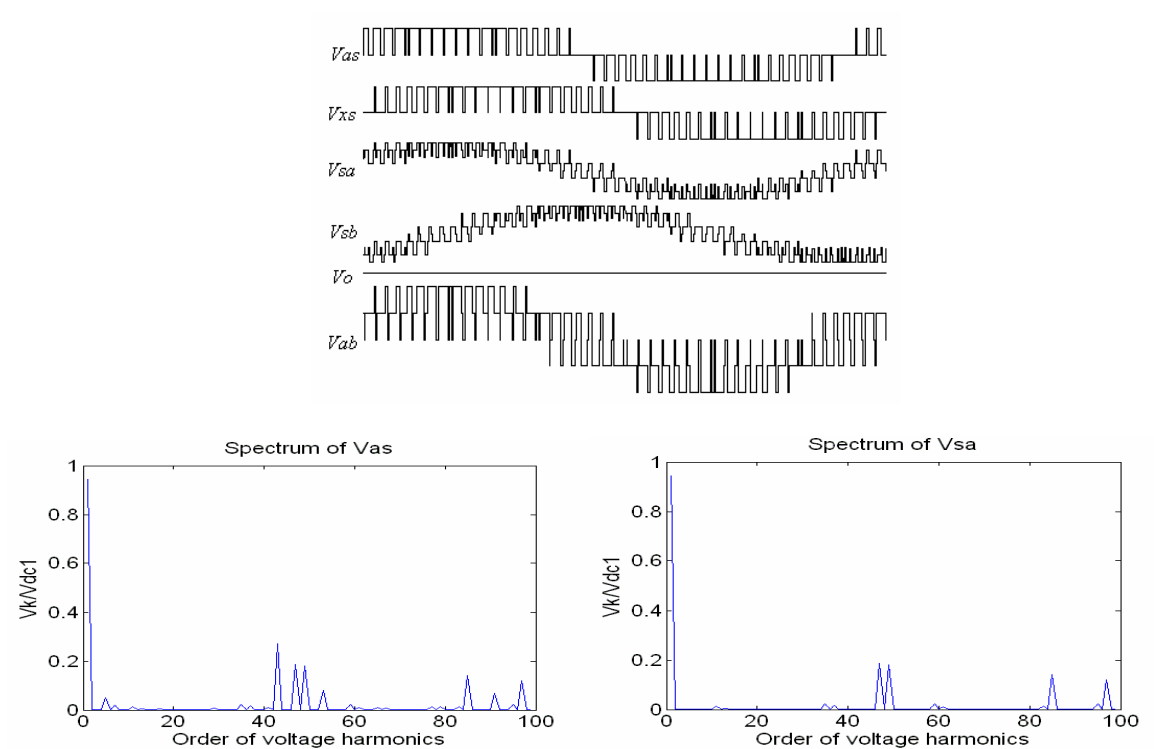 Vas
Vxs
Vsa
Vsb
Vo
Vab
Spectrum of Vas
1
0.8
0.6
0.4
0.2
0
Vk/Vdc1
0 20 40 60 80 100
Order of voltage harmonics
Spectrum of Vsa
1
0.8
0.6
0.4
0.2
0
Vk/Vdc1
0 20 40 60 80 100
Order of voltage harmonics